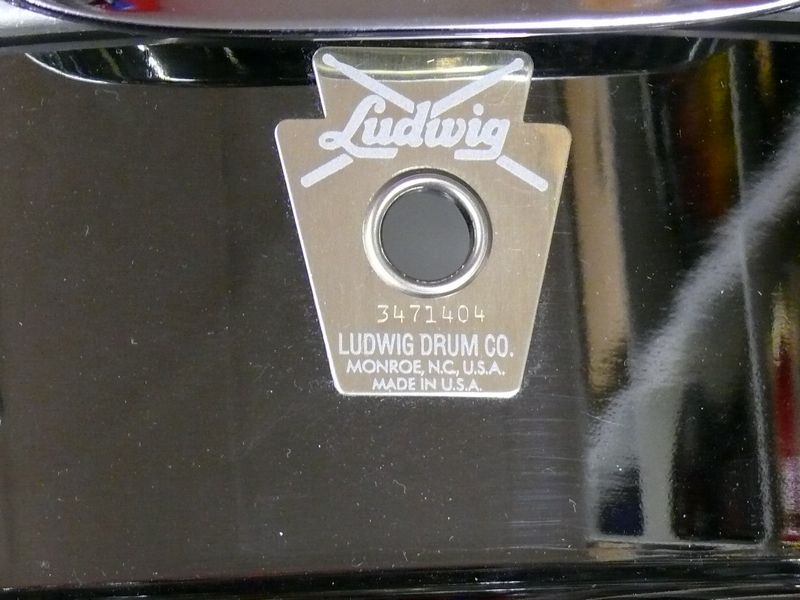 Ludwig
3471404
LUDWIG DRUM CO.
MONROE, N.C, U.S.A.
MADE IN U.S.A.